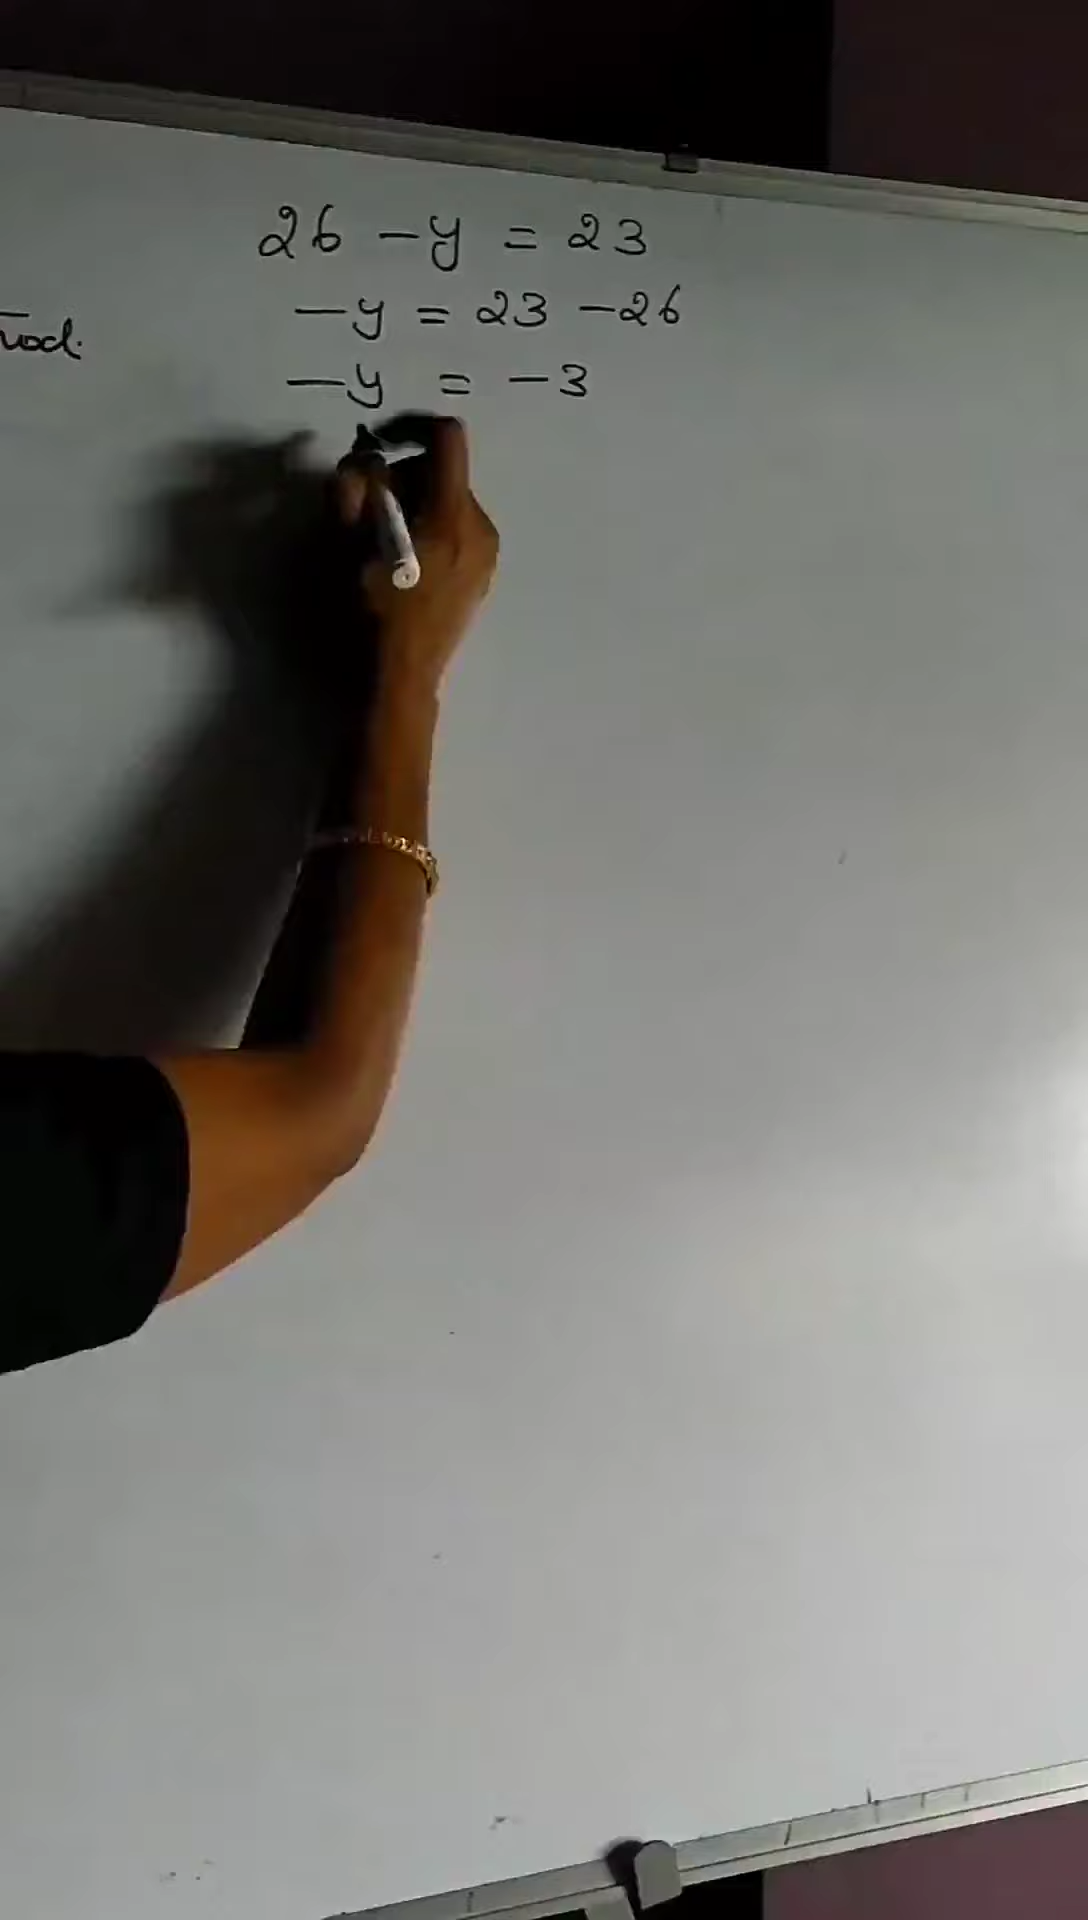 26 - y = 23
- y = 23 - 26
- y = - 3